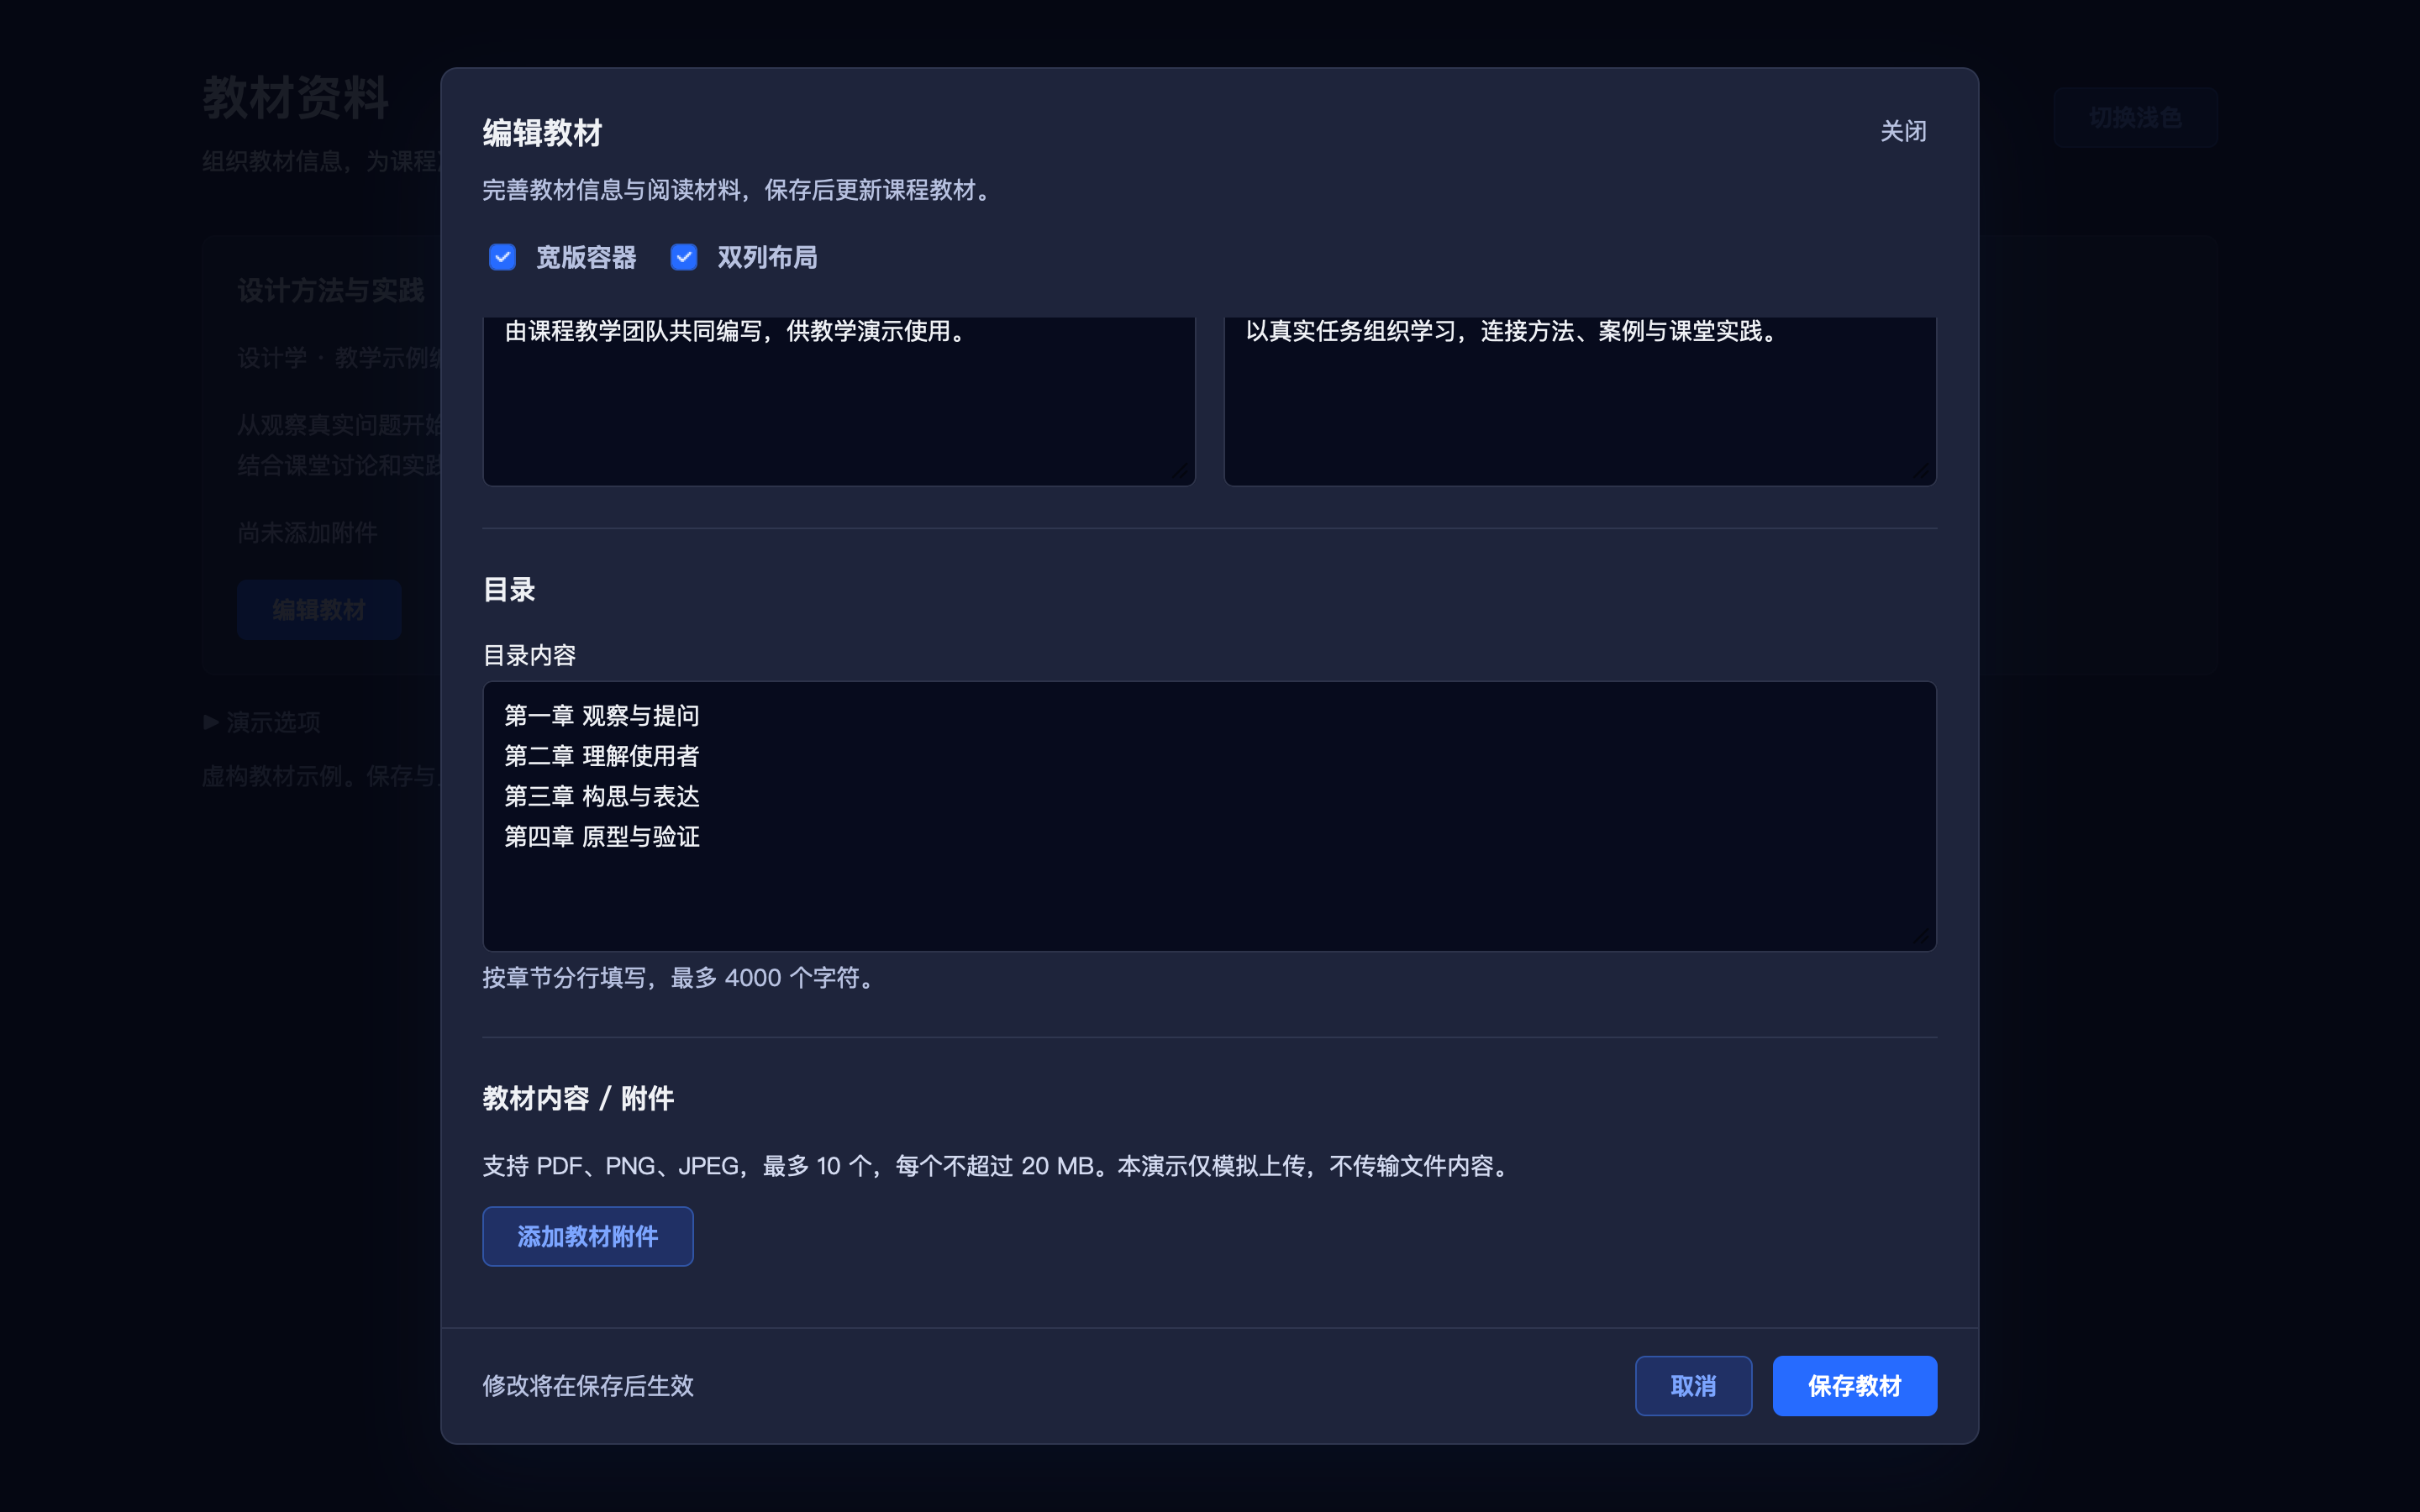 教材资料
切换浅色
组织教材信息，为课程
设计方法与实践
设计学 · 教学示例
从观察真实问题开始
结合课堂讨论和实践
尚未添加附件
编辑教材
▶ 演示选项
虚构教材示例。保存与
编辑教材
关闭
完善教材信息与阅读材料，保存后更新课程教材。
宽版容器
双列布局
由课程教学团队共同编写，供教学演示使用。
以真实任务组织学习，连接方法、案例与课堂实践。
目录
目录内容
第一章 观察与提问
第二章 理解使用者
第三章 构思与表达
第四章 原型与验证
按章节分行填写，最多 4000 个字符。
教材内容 / 附件
支持 PDF、PNG、JPEG，最多 10 个，每个不超过 20 MB。本演示仅模拟上传，不传输文件内容。
添加教材附件
修改将在保存后生效
取消
保存教材